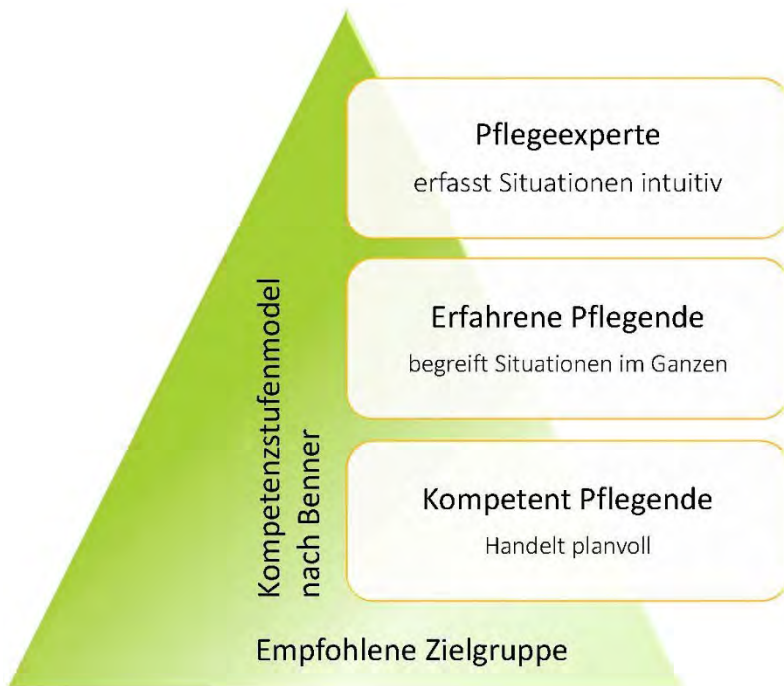 Pflegeexperte
erfasst Situationen intuitiv
Erfahrene Pflegende
begreift Situationen im Ganzen
Kompetent Pflegende
Handelt planvoll
Kompetenzstufenmodel
nach Benner
Empfohlene Zielgruppe